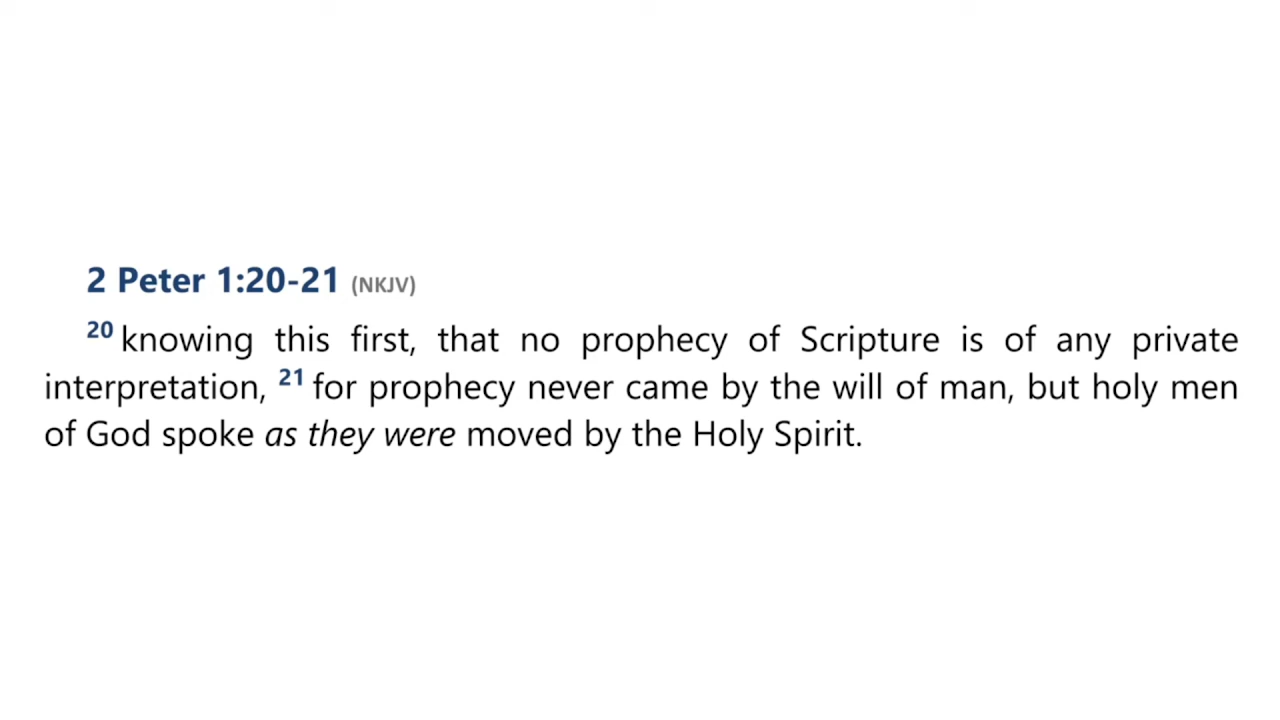 2 Peter 1:20-21 (NKJV)
20 knowing this first, that no prophecy of Scripture is of any private
interpretation, 21 for prophecy never came by the will of man, but holy men
of God spoke as they were moved by the Holy Spirit.